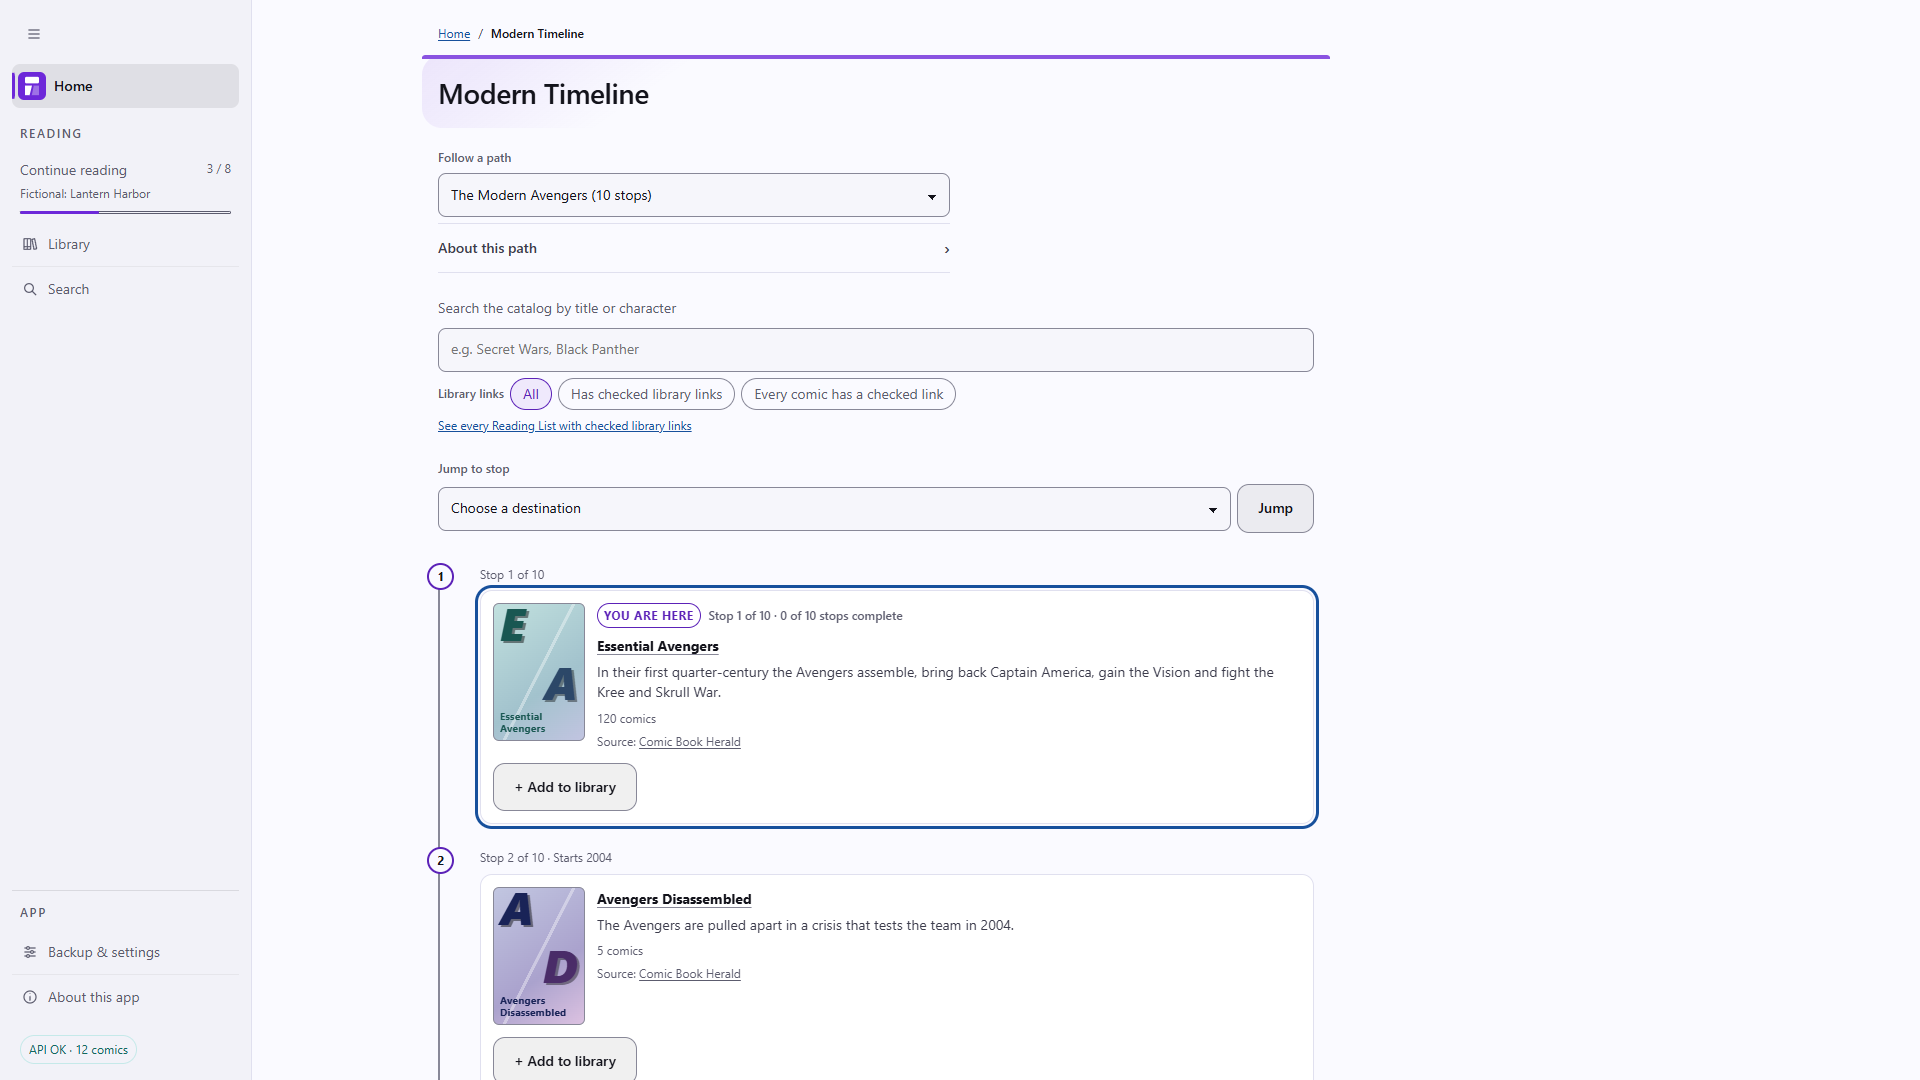 Home
READING
Continue reading 3 / 8
Fictional: Lantern Harbor
Library
Search
APP
Backup & settings
About this app
API OK · 12 comics
Home / Modern Timeline
Modern Timeline
Follow a path
The Modern Avengers (10 stops)
About this path ›
Search the catalog by title or character
e.g. Secret Wars, Black Panther
Library links All Has checked library links Every comic has a checked link
See every Reading List with checked library links
Jump to stop
Choose a destination Jump
1 Stop 1 of 10
E
A
Essential
Avengers
YOU ARE HERE Stop 1 of 10 · 0 of 10 stops complete
Essential Avengers
In their first quarter-century the Avengers assemble, bring back Captain America, gain the Vision and fight the
Kree and Skrull War.
120 comics
Source: Comic Book Herald
+ Add to library
2 Stop 2 of 10 · Starts 2004
A
D
Avengers
Disassembled
Avengers Disassembled
The Avengers are pulled apart in a crisis that tests the team in 2004.
5 comics
Source: Comic Book Herald
+ Add to library